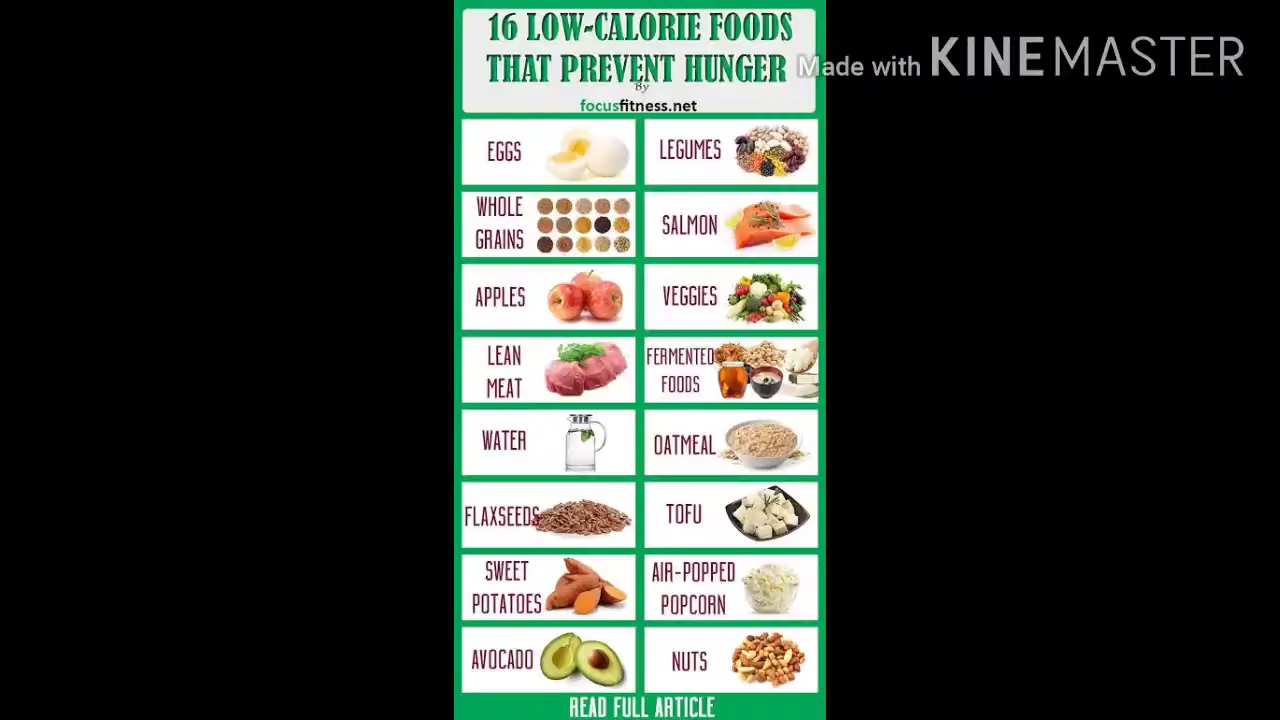 16 LOW-CALORIE FOODS
THAT PREVENT HUNGER
By
focusfitness.net
Made with KINEMASTER
EGGS
LEGUMES
WHOLE
GRAINS
SALMON
APPLES
VEGGIES
LEAN
MEAT
FERMENTED
FOODS
WATER
OATMEAL
FLAXSEEDS
TOFU
SWEET
POTATOES
AIR-POPPED
POPCORN
AVOCADO
NUTS
READ FULL ARTICLE